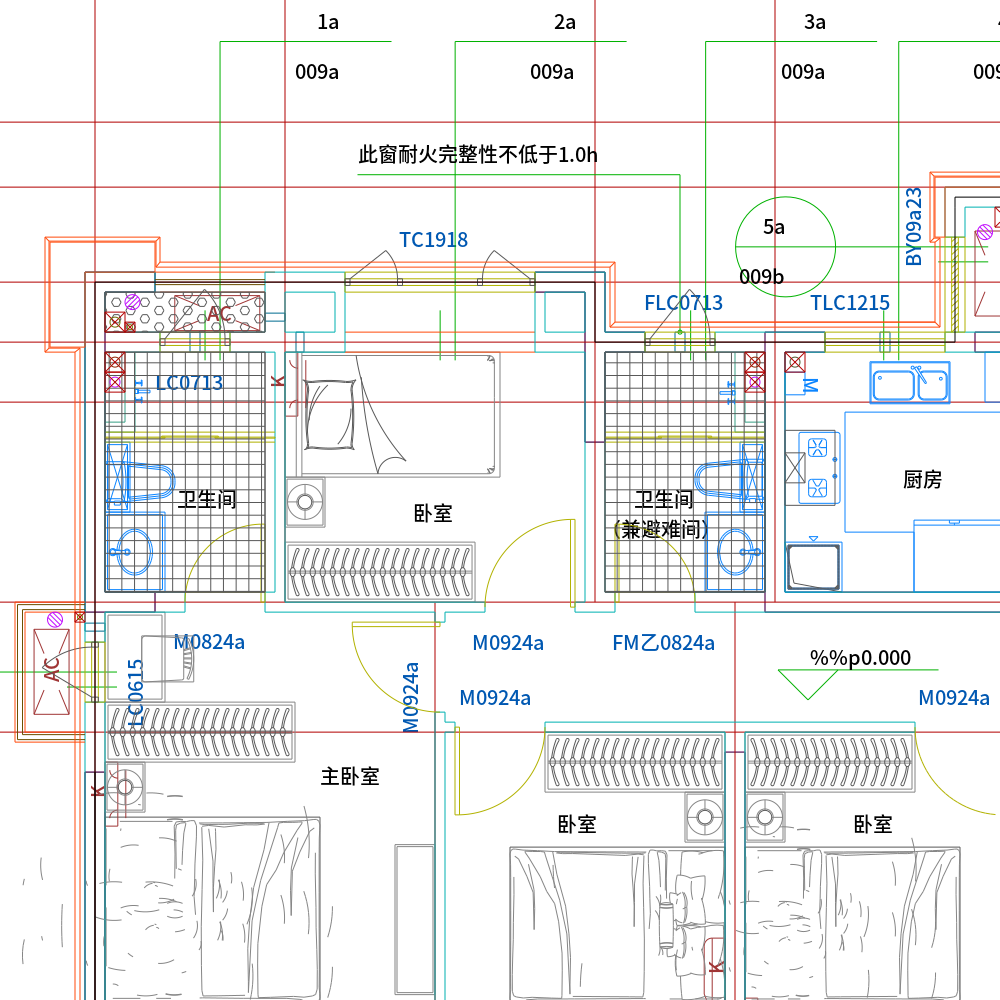 1a
2a
3a
009a
009a
009a
009
此窗耐火完整性不低于1.0h
BY09a23
5a
009b
TC1918
FLC0713
TLC1215
AC
LC0713
K
M
卫生间
卧室
卫生间
(兼避难间)
厨房
M0824a
M0924a
FM乙0824a
%%p0.000
AC
LC0615
M0924a
M0924a
M0924a
主卧室
K
卧室
卧室
K